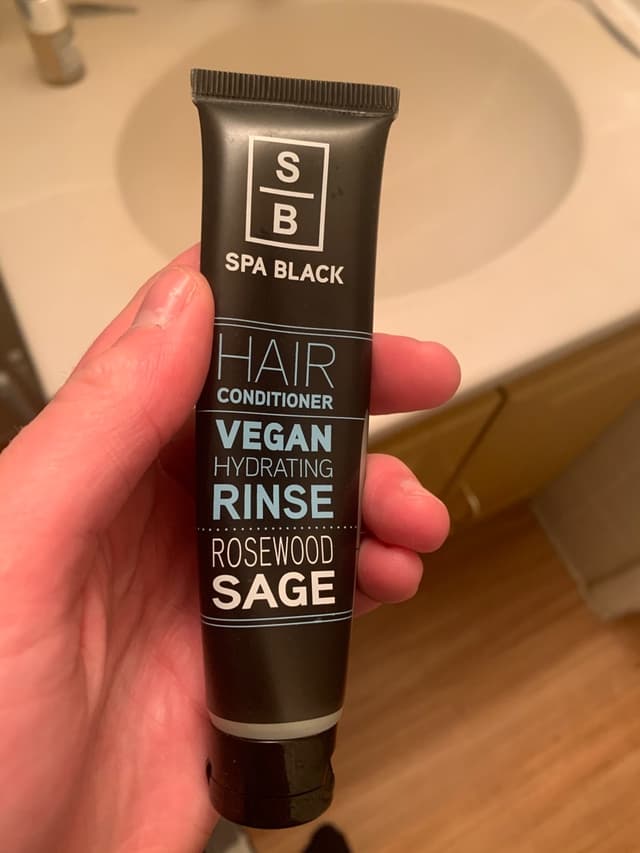 S
B
SPA BLACK
HAIR
CONDITIONER
VEGAN
HYDRATING
RINSE
ROSEWOOD
SAGE